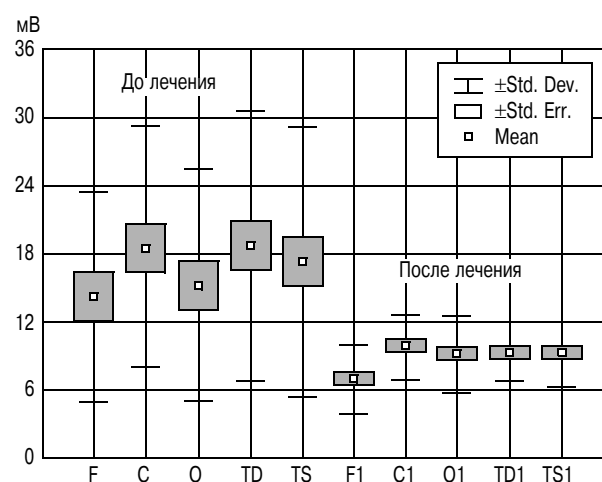 мВ
36
30
24
18
12
6
0
До лечения
±Std. Dev.
±Std. Err.
Mean
После лечения
F C O TD TS F1 C1 O1 TD1 TS1